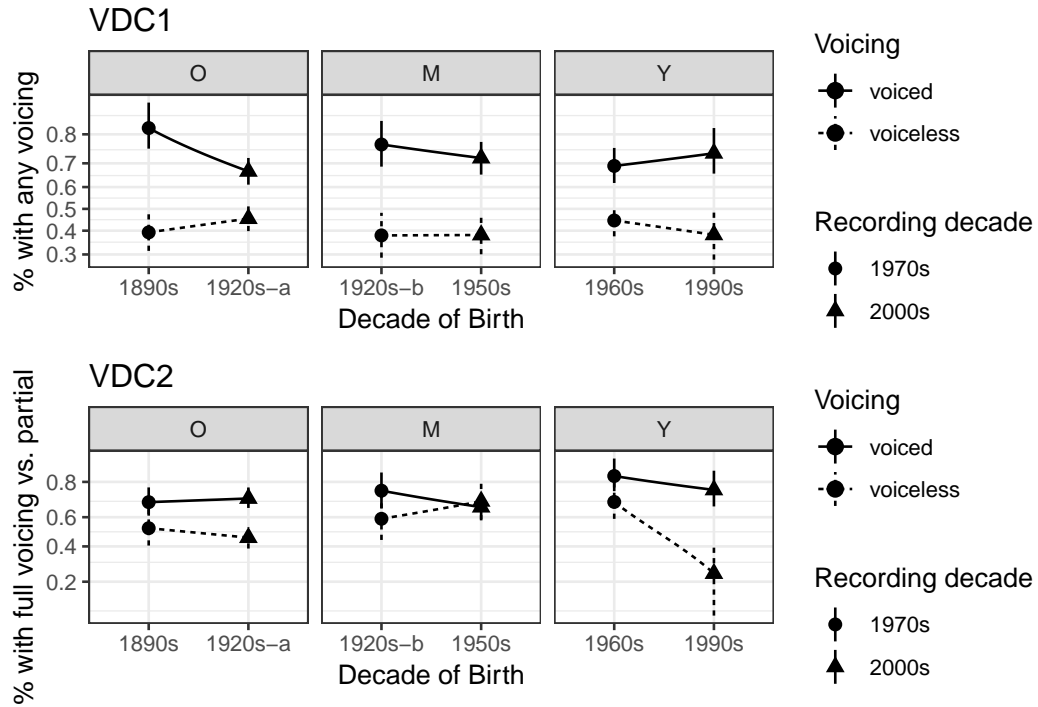 VDC1
O M Y
% with any voicing
0.8
0.7
0.6
0.5
0.4
0.3
1890s 1920s−a 1920s−b 1950s 1960s 1990s
Decade of Birth
Voicing
voiced
voiceless
Recording decade
1970s
2000s
VDC2
O M Y
% with full voicing vs. partial
0.8
0.6
0.4
0.2
1890s 1920s−a 1920s−b 1950s 1960s 1990s
Decade of Birth
Voicing
voiced
voiceless
Recording decade
1970s
2000s